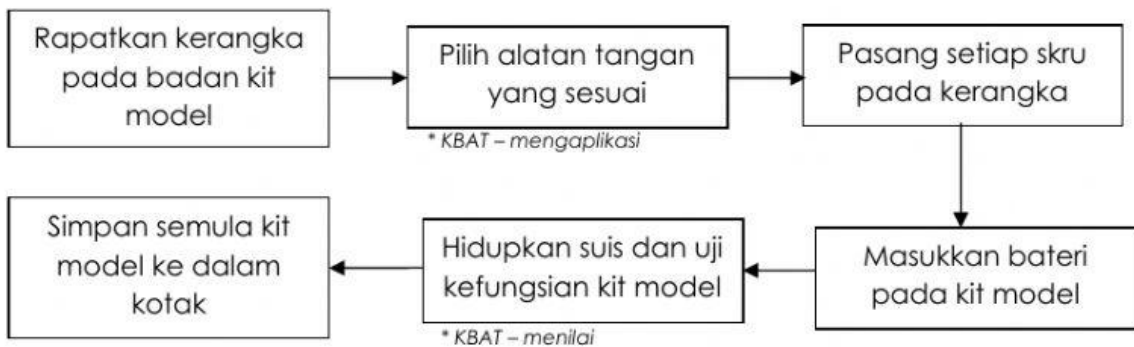 Rapatkan kerangka
pada badan kit
model
Pilih alatan tangan
yang sesuai
* KBAT – mengaplikasi
Pasang setiap skru
pada kerangka
Masukkan bateri
pada kit model
Hidupkan suis dan uji
kefungsian kit model
* KBAT – menilai
Simpan semula kit
model ke dalam
kotak